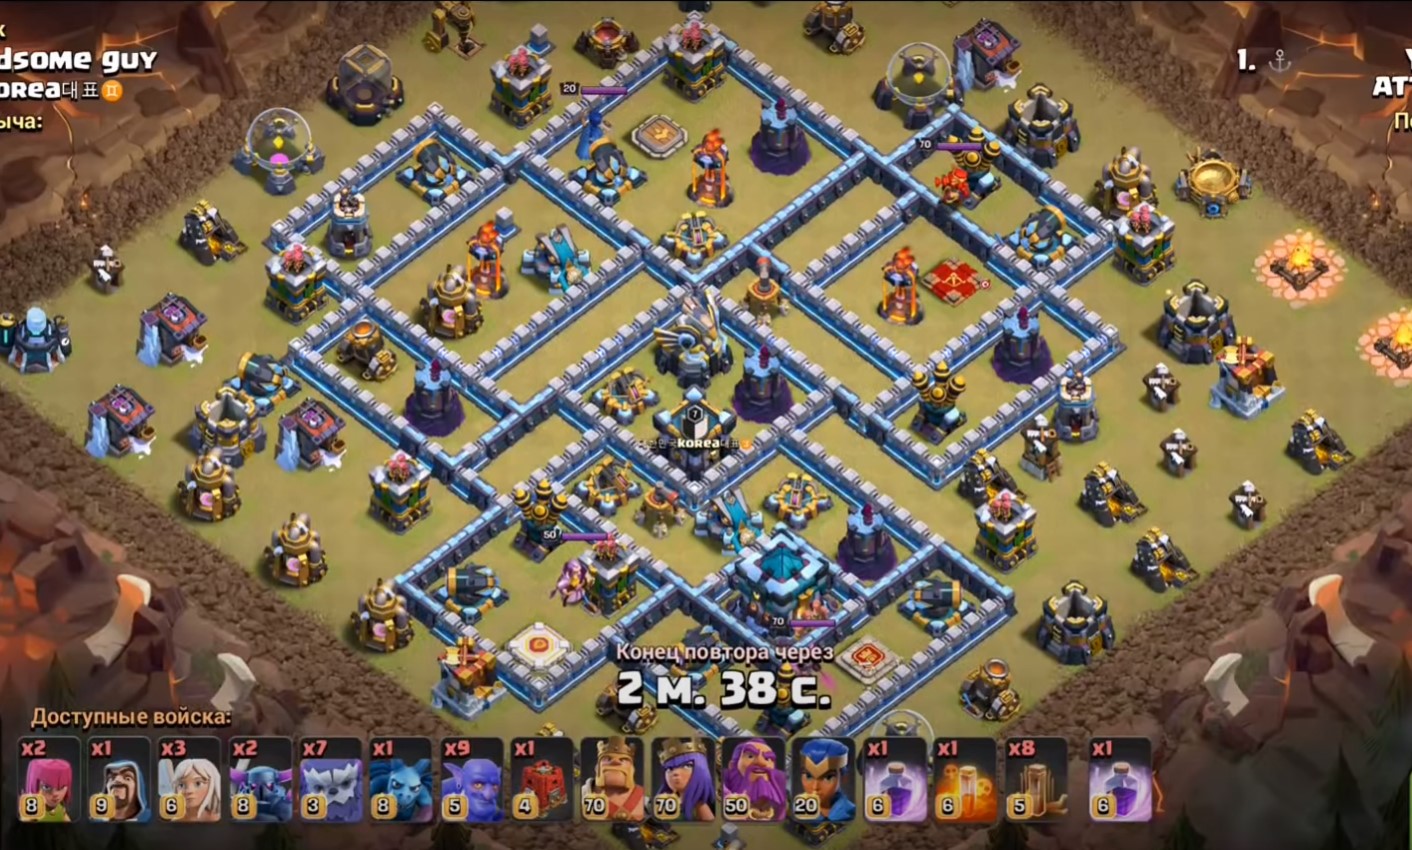 dsome guy
orea대표
ыча:
1.
20
70
6
7
KOREA대표
50
70
Конец повтора через
2 м. 38 с.
Доступные войска:
x2 x1 x3 x2 x7 x1 x9 x1 x1 x1 x8 x1
8 9 6 8 3 8 5 4 70 70 50 20 6 6 5 6